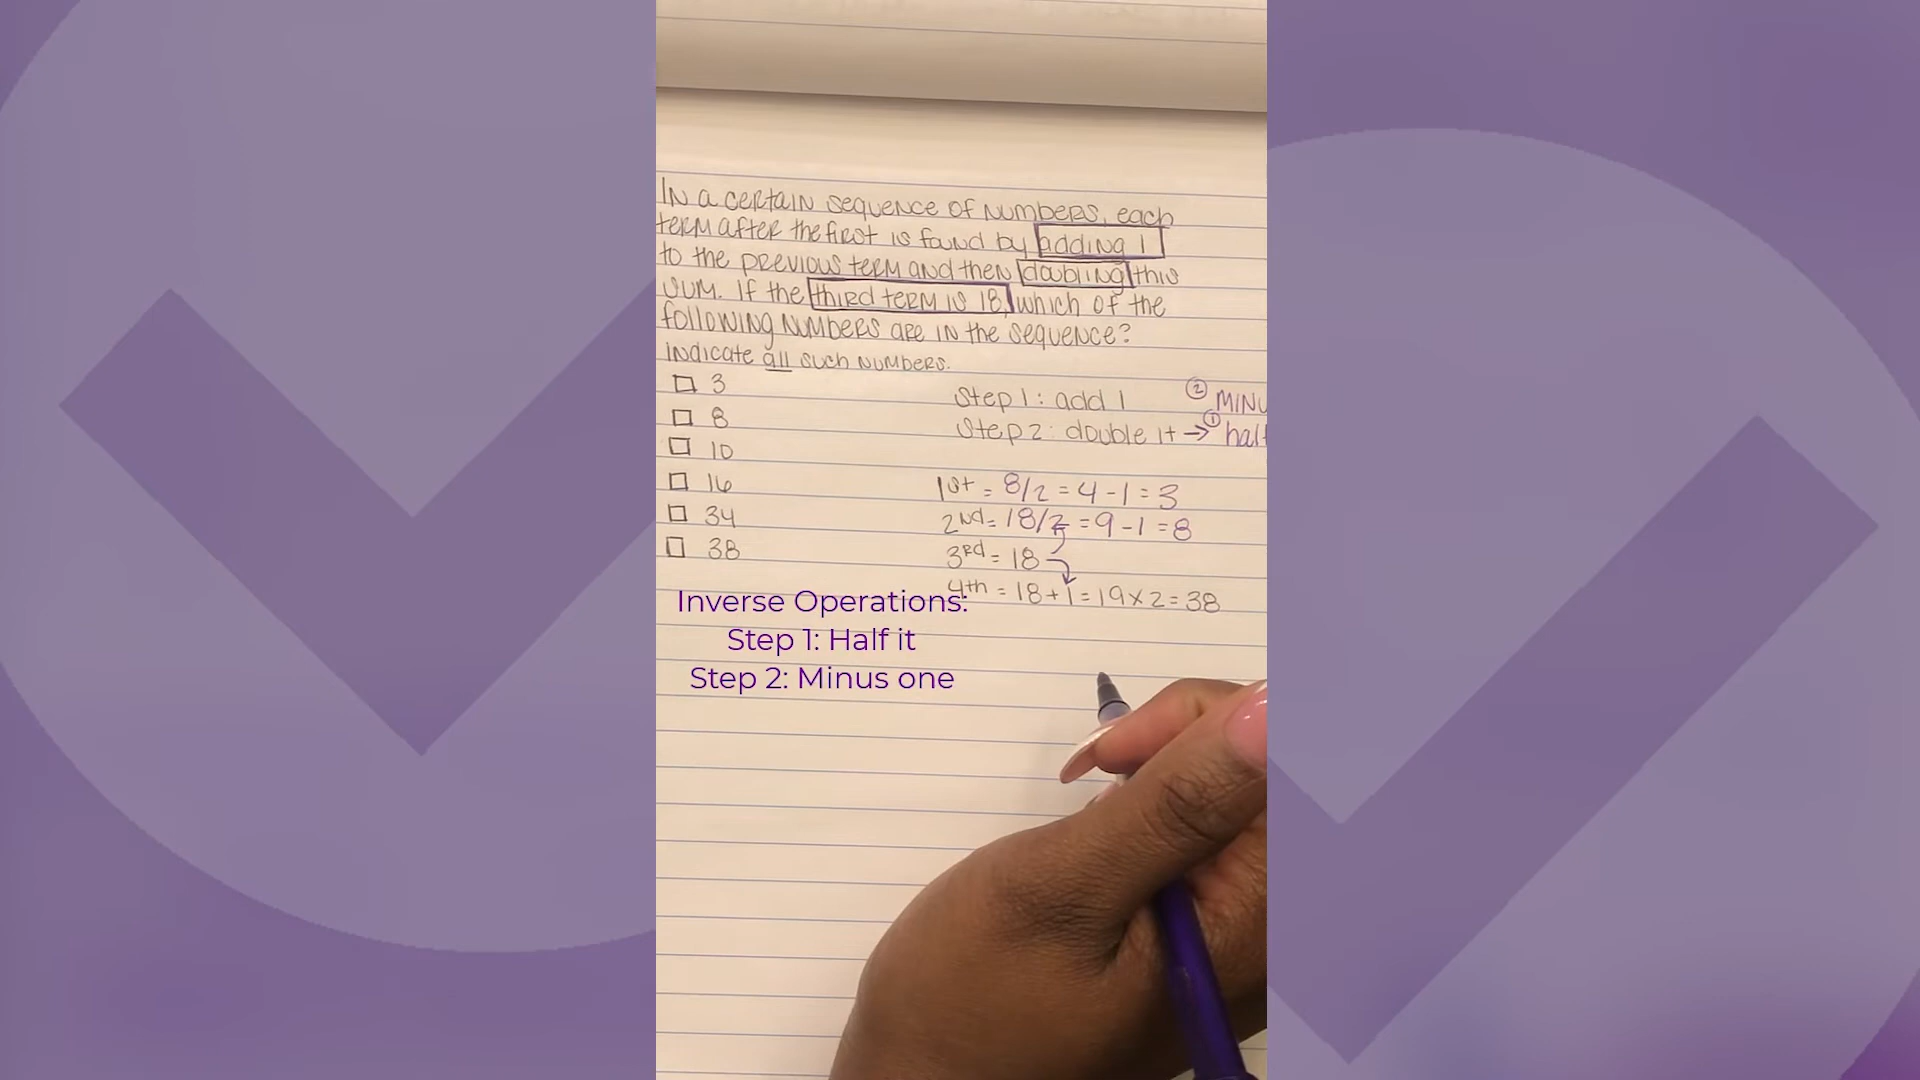 In a certain sequence of numbers, each
term after the first is found by adding 1
to the previous term and then doubling this
sum. If the third term is 18, which of the
following numbers are in the sequence?
Indicate all such numbers.
3
8
10
16
34
38
Step 1: add 1
Step 2: double it →
② MINU
① half
1st = 8/2 = 4 - 1 = 3
2nd = 18/2 = 9 - 1 = 8
3rd = 18
4th = 18 + 1 = 19 x 2 = 38
Inverse Operations:
Step 1: Half it
Step 2: Minus one